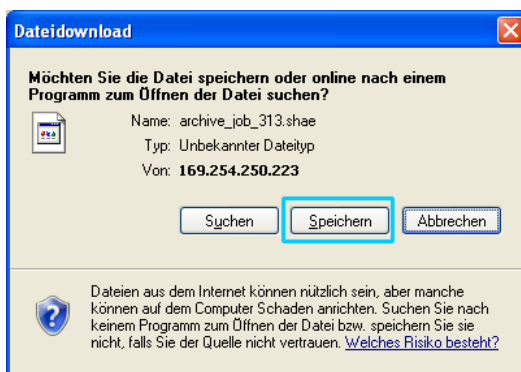 Dateidownload
Möchten Sie die Datei speichern oder online nach einem
Programm zum Öffnen der Datei suchen?
Name: archive_job_313.shae
Typ: Unbekannter Dateityp
Von: 169.254.250.223
Suchen Speichern Abbrechen
Dateien aus dem Internet können nützlich sein, aber manche
können auf dem Computer Schaden anrichten. Suchen Sie nach
keinem Programm zum Öffnen der Datei bzw. speichern Sie sie
nicht, falls Sie der Quelle nicht vertrauen. Welches Risiko besteht?